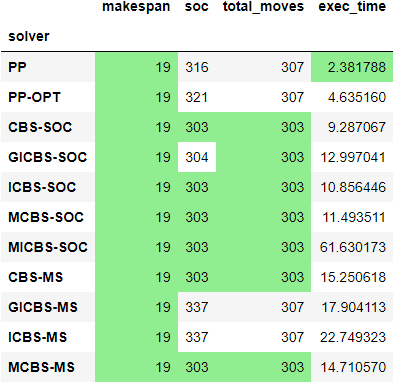 makespan soc total_moves exec_time
solver
PP 19 316 307 2.381788
PP-OPT 19 321 307 4.635160
CBS-SOC 19 303 303 9.287067
GICBS-SOC 19 304 303 12.997041
ICBS-SOC 19 303 303 10.856446
MCBS-SOC 19 303 303 11.493511
MICBS-SOC 19 303 303 61.630173
CBS-MS 19 303 303 15.250618
GICBS-MS 19 337 307 17.904113
ICBS-MS 19 337 307 22.749323
MCBS-MS 19 303 303 14.710570